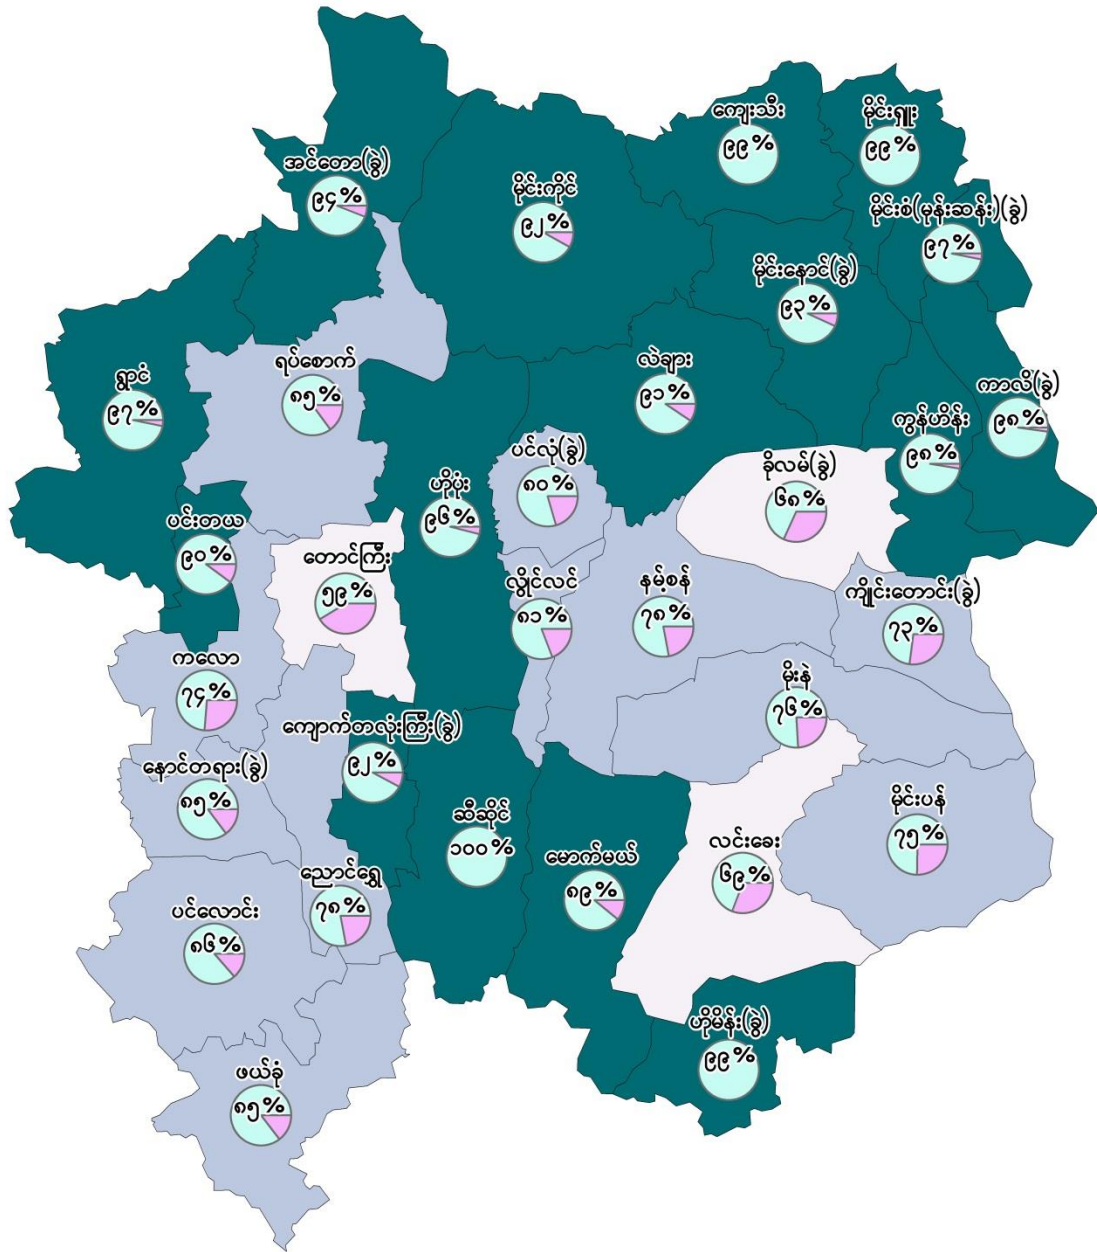 ကျေးသီး
၉၉%
မိုင်းရှူး
၉၉%
အင်တော(ခွဲ)
၉၄%
မိုင်းကိုင်
၉၂%
မိုင်းစံ(မုန်းဆန်း)(ခွဲ)
၉၇%
မိုင်းနောင်(ခွဲ)
၉၃%
ရပ်စောက်
၈၅%
လဲချား
၉၁%
ရွာငံ
၉၇%
ကာလိ(ခွဲ)
၉၈%
ကွန်ဟိန်း
၉၈%
ပင်လုံ(ခွဲ)
၈၀%
ခိုလမ်(ခွဲ)
၆၈%
ဟိုပုံး
၉၆%
ပင်းတယ
၉၀%
တောင်ကြီး
၅၉%
လွိုင်လင်
၈၁%
နမ့်စန်
၇၈%
ကျိုင်းတောင်း(ခွဲ)
၇၃%
ကလော
၇၄%
မိုးနဲ
၇၆%
ကျောက်တလုံးကြီး(ခွဲ)
၉၂%
နောင်တရား(ခွဲ)
၈၅%
ဆီဆိုင်
၁၀၀%
မိုင်းပန်
၇၅%
မောက်မယ်
၈၉%
လင်းခေး
၆၉%
ညောင်ရွှေ
၇၈%
ပင်လောင်း
၈၆%
ဟိုမိန်း(ခွဲ)
၉၉%
ဖယ်ခုံ
၈၅%